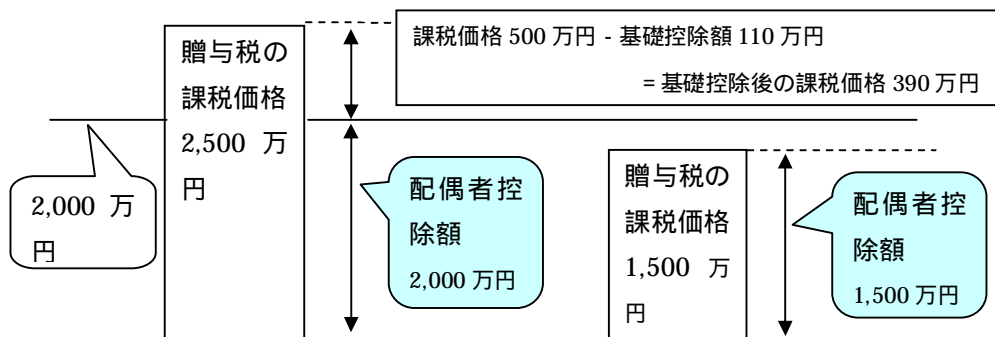 課税価格 500 万円 - 基礎控除額 110 万円
= 基礎控除後の課税価格 390 万円
贈与税の
課税価格
2,500 万
円
2,000 万
円
配偶者控
除額
2,000 万円
贈与税の
課税価格
1,500 万
円
配偶者控
除額
1,500 万円